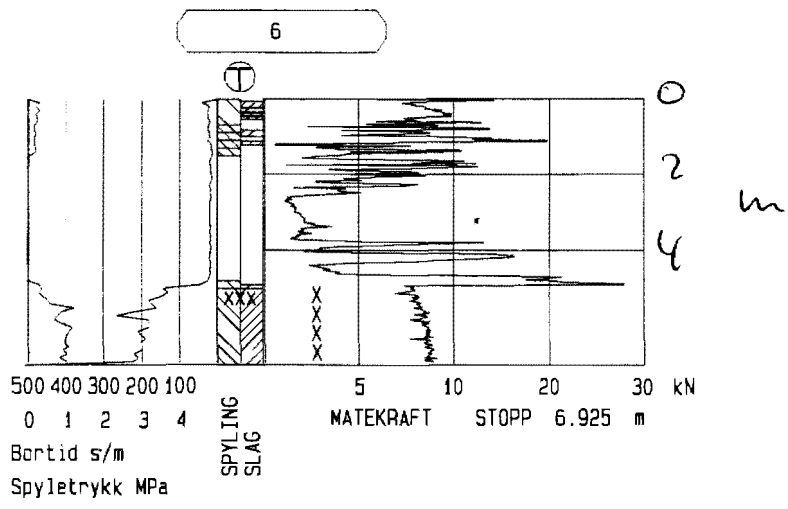 6
T
0
2
m
4
XXX
X
X
X
X
500 400 300 200 100 5 10 20 30 kN
0 1 2 3 4 SPYLING SLAG MATEKRAFT STOPP 6.925 m
Bortid s/m
Spyletrykk MPa